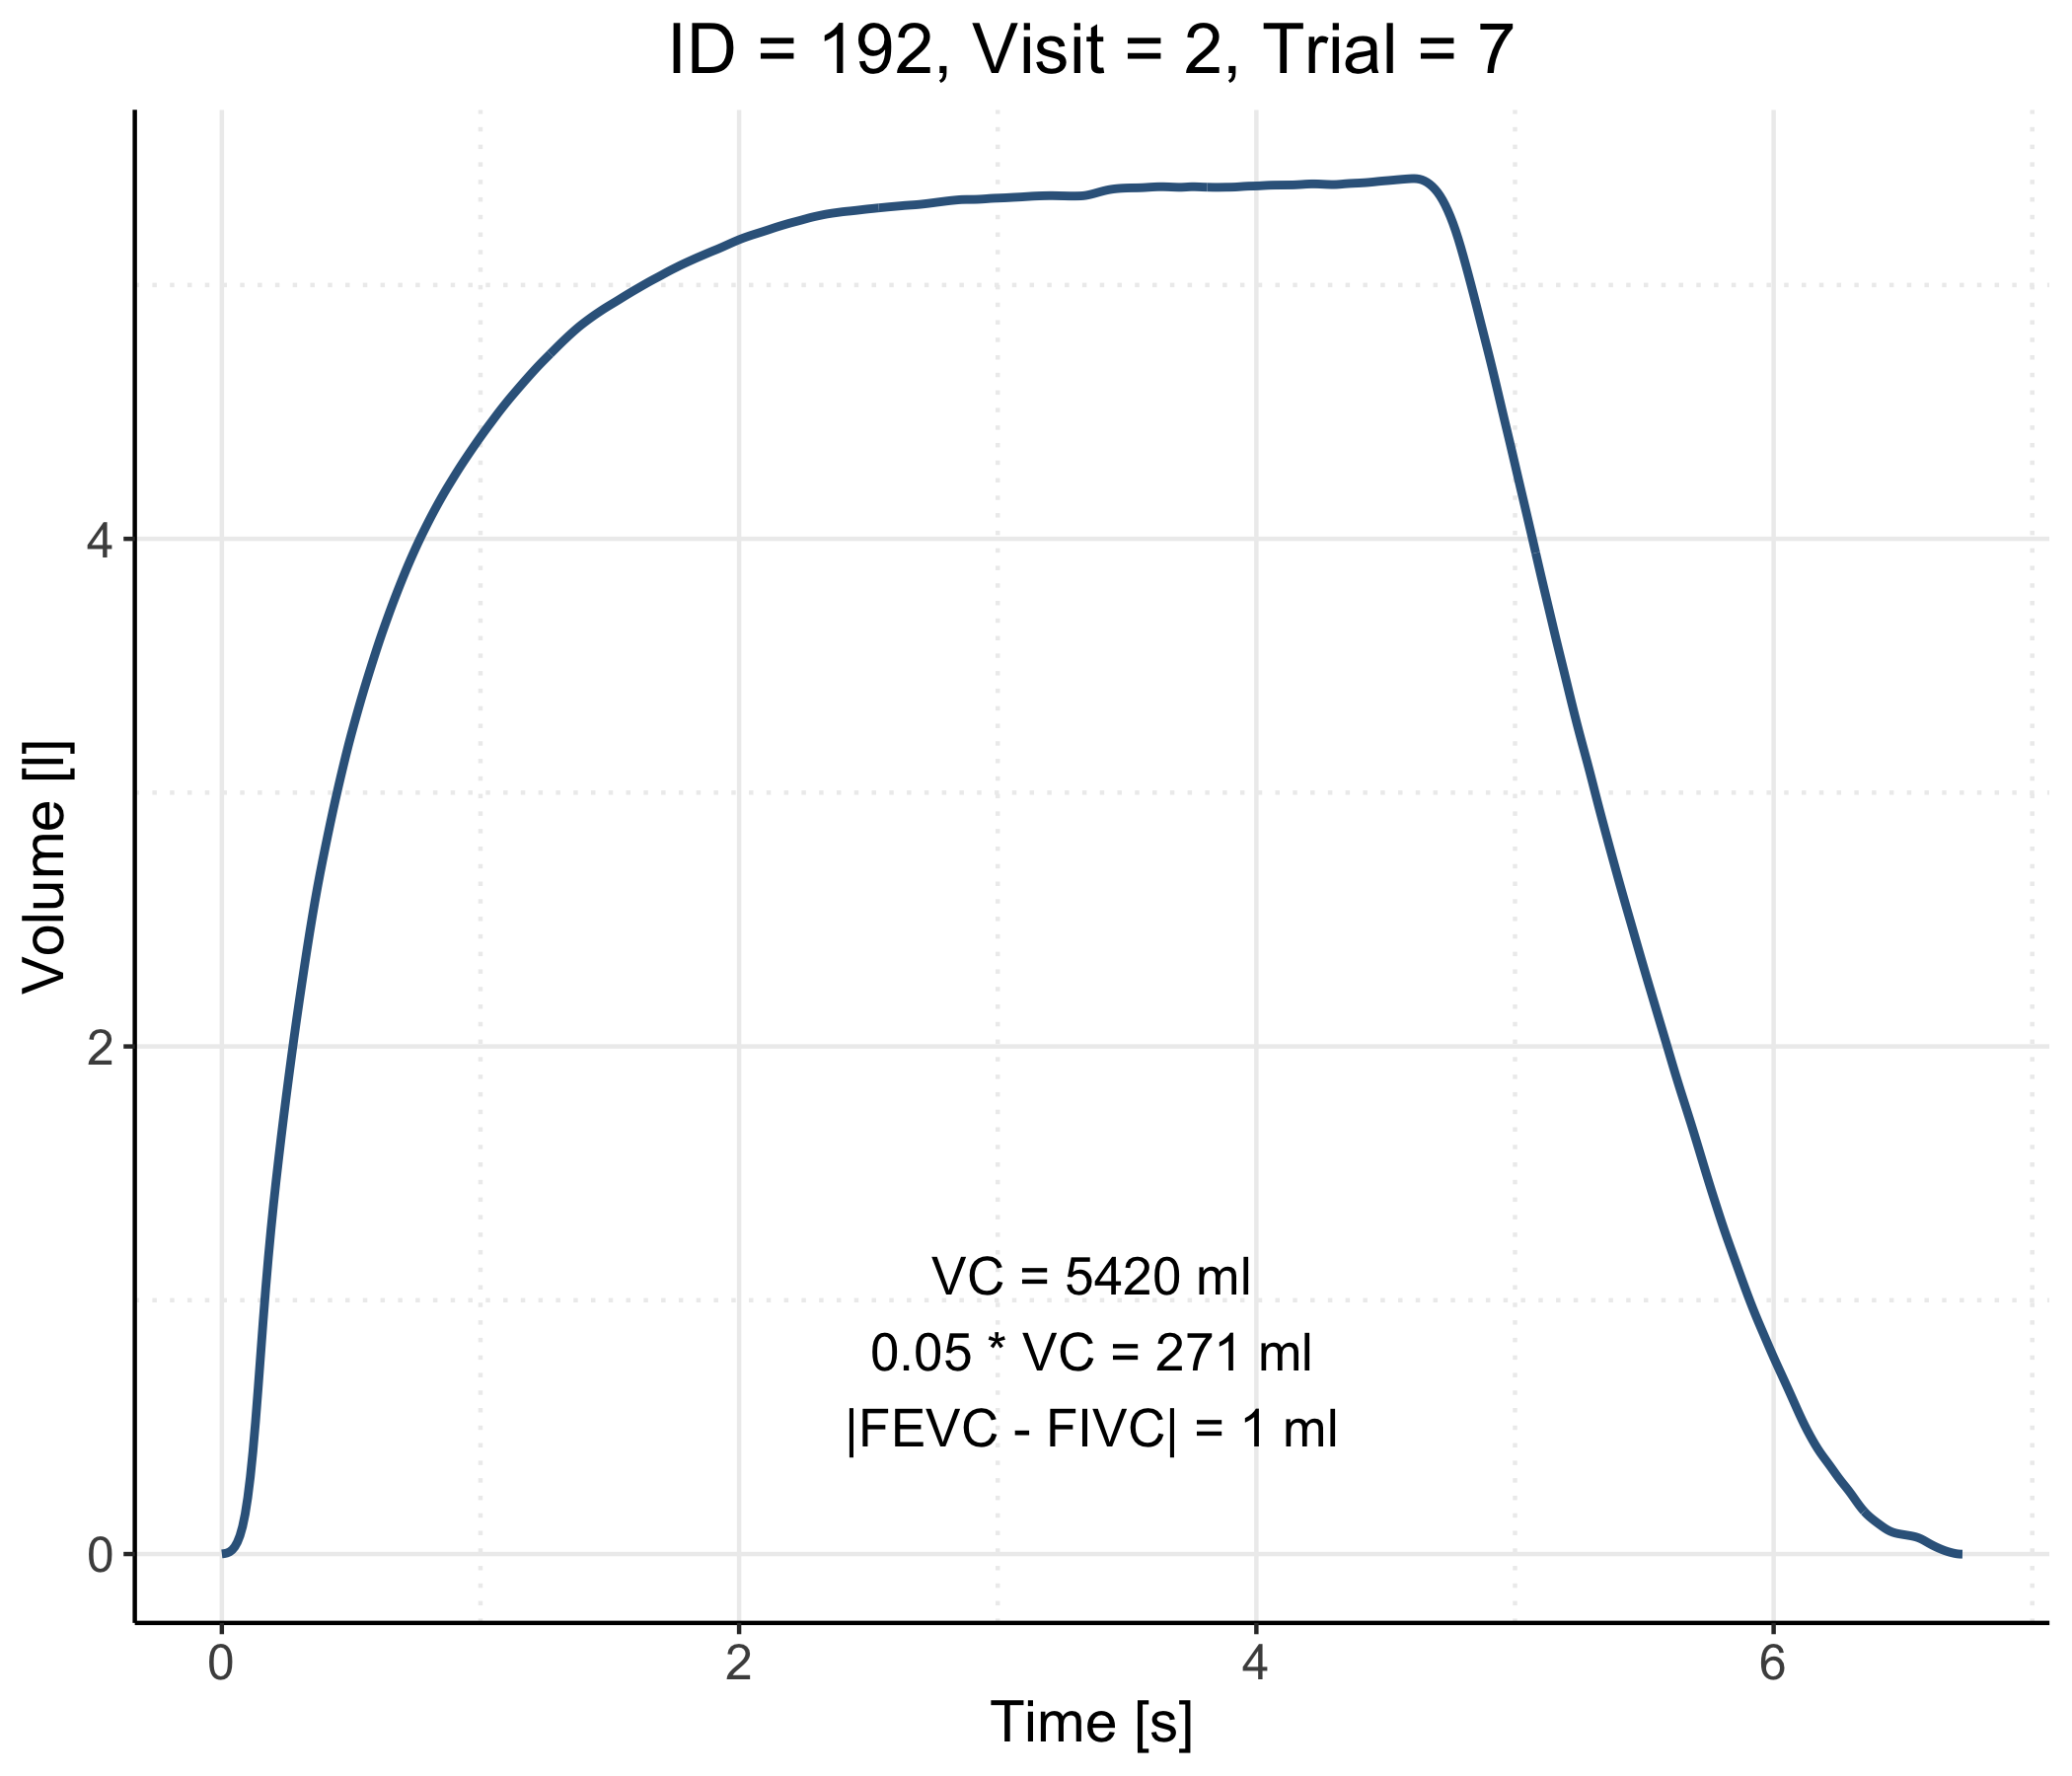 ID = 192, Visit = 2, Trial = 7
Volume [l]
4
2
0
VC = 5420 ml
0.05 * VC = 271 ml
|FEVC - FIVC| = 1 ml
0 2 4 6
Time [s]